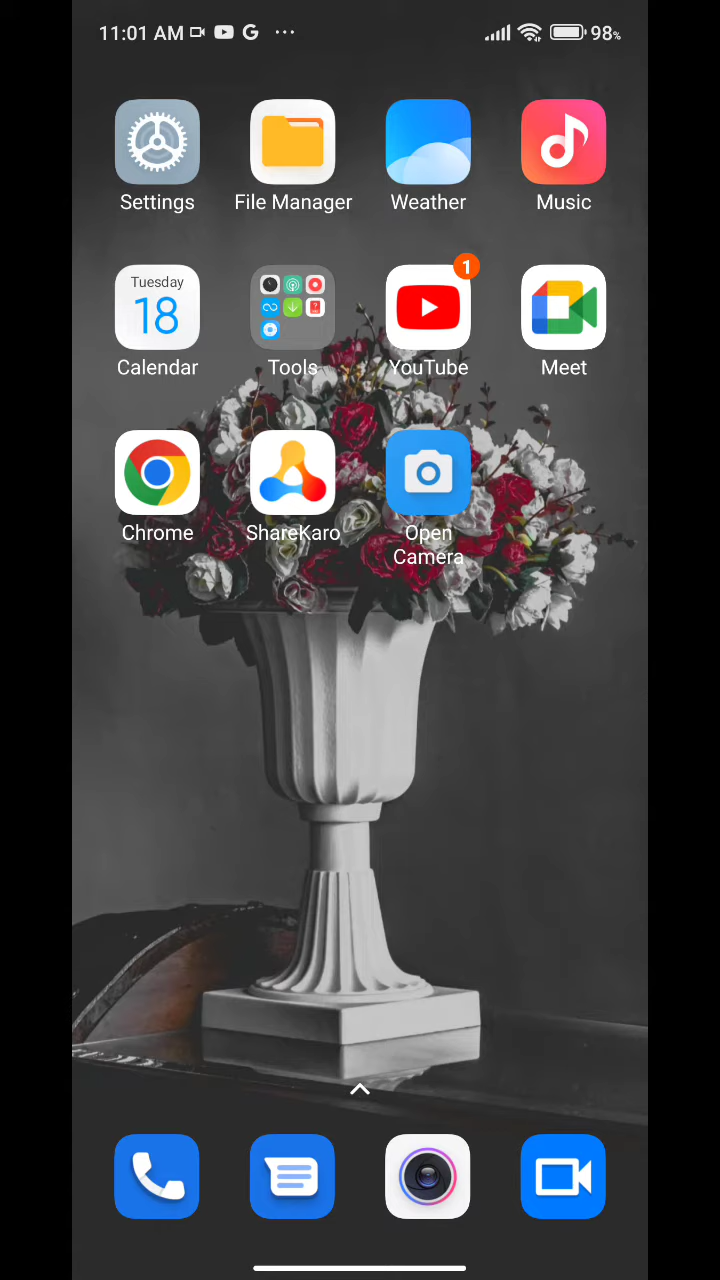 11:01 AM G ... 98%
Settings File Manager Weather Music
Tuesday
18
1
Calendar Tools YouTube Meet
Chrome ShareKaro Open
Camera